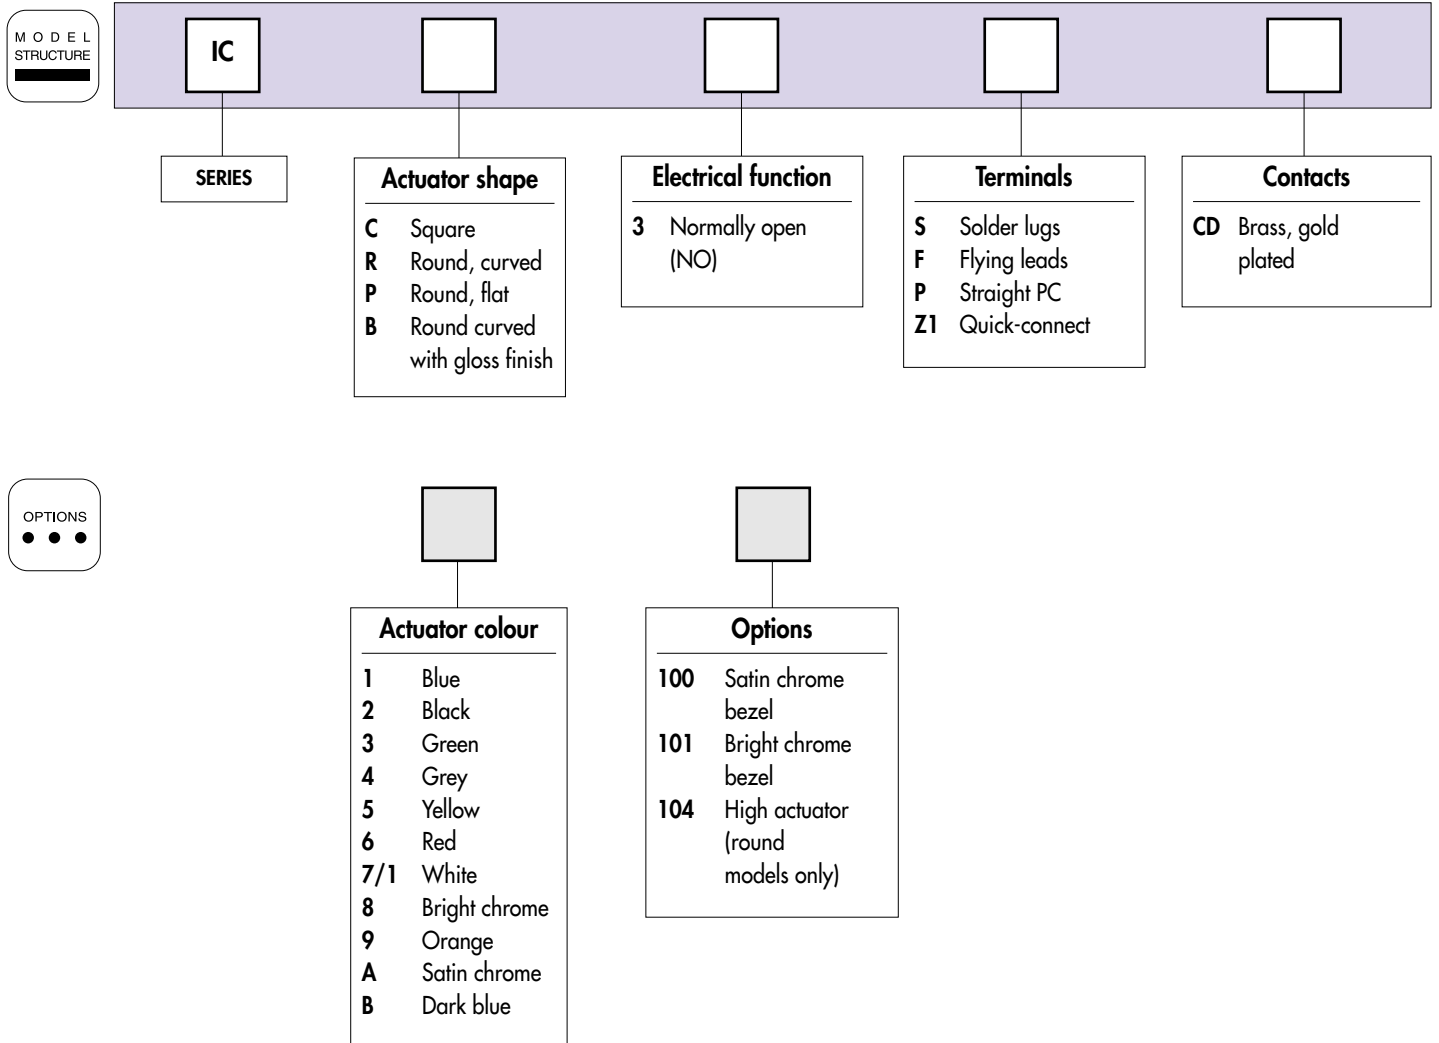 MODEL
STRUCTURE
IC
SERIES
Actuator shape
C Square
R Round, curved
P Round, flat
B Round curved
with gloss finish
Electrical function
3 Normally open
(NO)
Terminals
S Solder lugs
F Flying leads
P Straight PC
Z1 Quick-connect
Contacts
CD Brass, gold
plated
OPTIONS
Actuator colour
1 Blue
2 Black
3 Green
4 Grey
5 Yellow
6 Red
7/1 White
8 Bright chrome
9 Orange
A Satin chrome
B Dark blue
Options
100 Satin chrome
bezel
101 Bright chrome
bezel
104 High actuator
(round
models only)